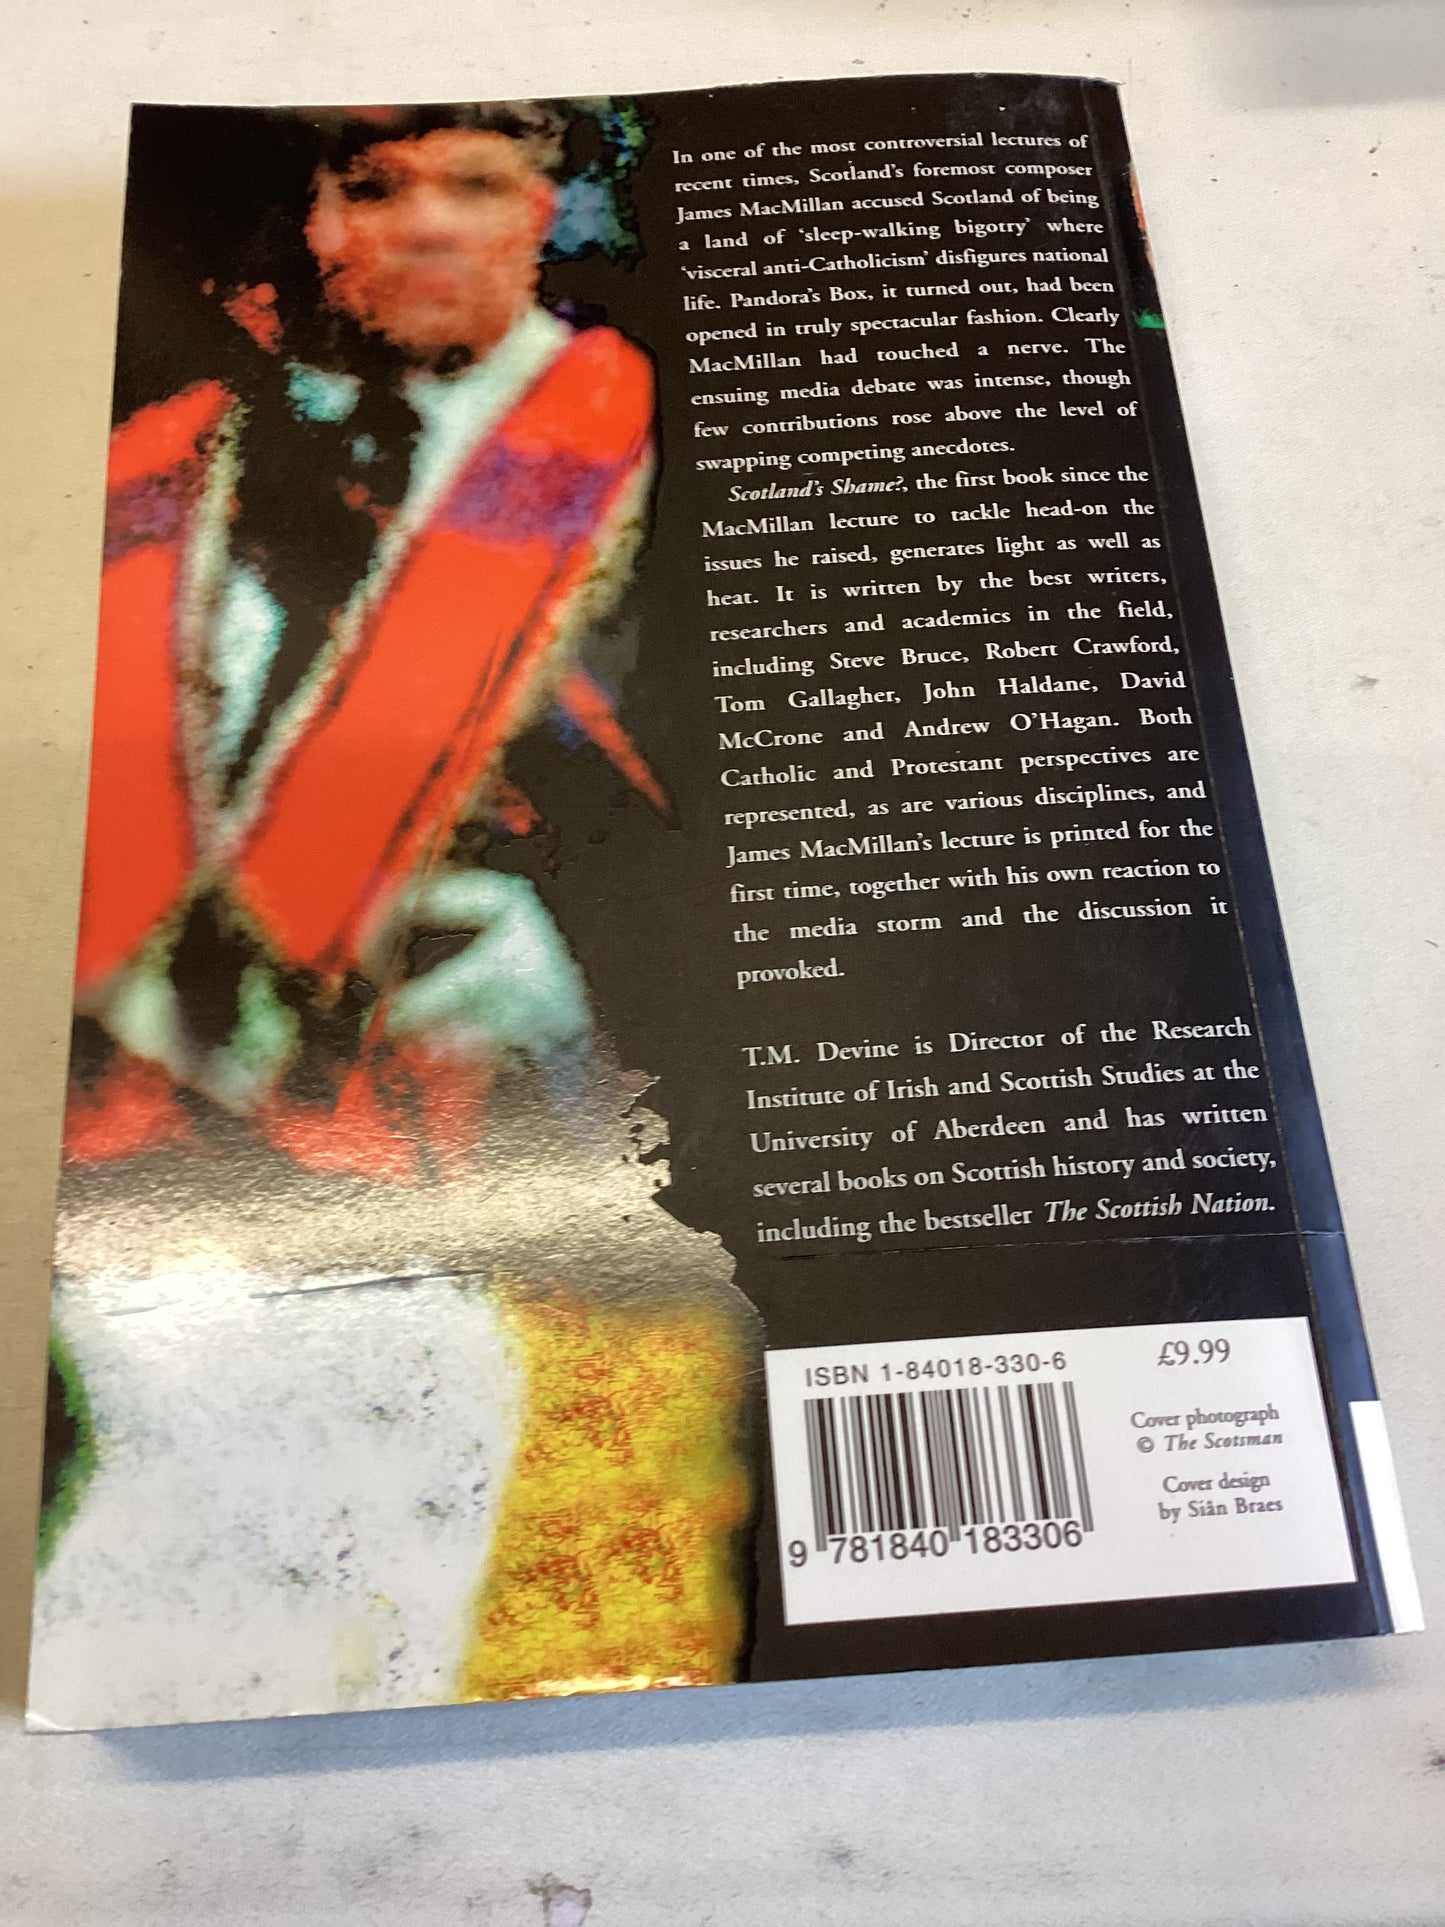 In one of the most controversial lectures of
recent times, Scotland's foremost composer
James MacMillan accused Scotland of being
a land of 'sleep-walking bigotry' where
'visceral anti-Catholicism' disfigures national
life. Pandora's Box, it turned out, had been
opened in truly spectacular fashion. Clearly
MacMillan had touched a nerve. The
ensuing media debate was intense, though
few contributions rose above the level of
swapping competing anecdotes.
Scotland's Shame?, the first book since the
MacMillan lecture to tackle head-on the
issues he raised, generates light as well as
heat. It is written by the best writers,
researchers and academics in the field,
including Steve Bruce, Robert Crawford,
Tom Gallagher, John Haldane, David
McCrone and Andrew O'Hagan. Both
Catholic and Protestant perspectives are
represented, as are various disciplines, and
James MacMillan's lecture is printed for the
first time, together with his own reaction to
the media storm and the discussion it
provoked.
T.M. Devine is Director of the Research
Institute of Irish and Scottish Studies at the
University of Aberdeen and has written
several books on Scottish history and society,
including the bestseller The Scottish Nation.
ISBN 1-84018-330-6
£9.99
Cover photograph
© The Scotsman
Cover design
by Siân Braes
9 781840 183306